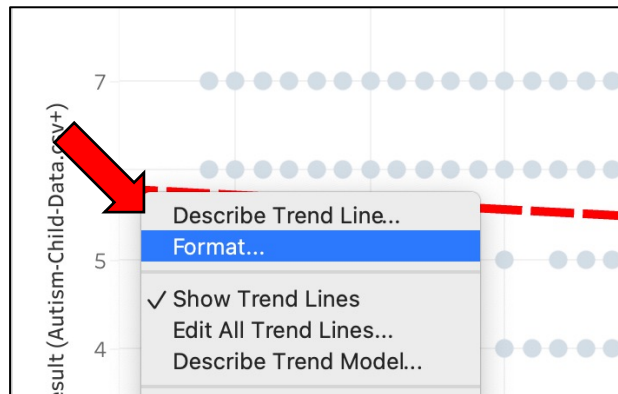 7
5
4
esult (Autism-Child-Data.csv+)
Describe Trend Line...
Format...
Show Trend Lines
Edit All Trend Lines...
Describe Trend Model...